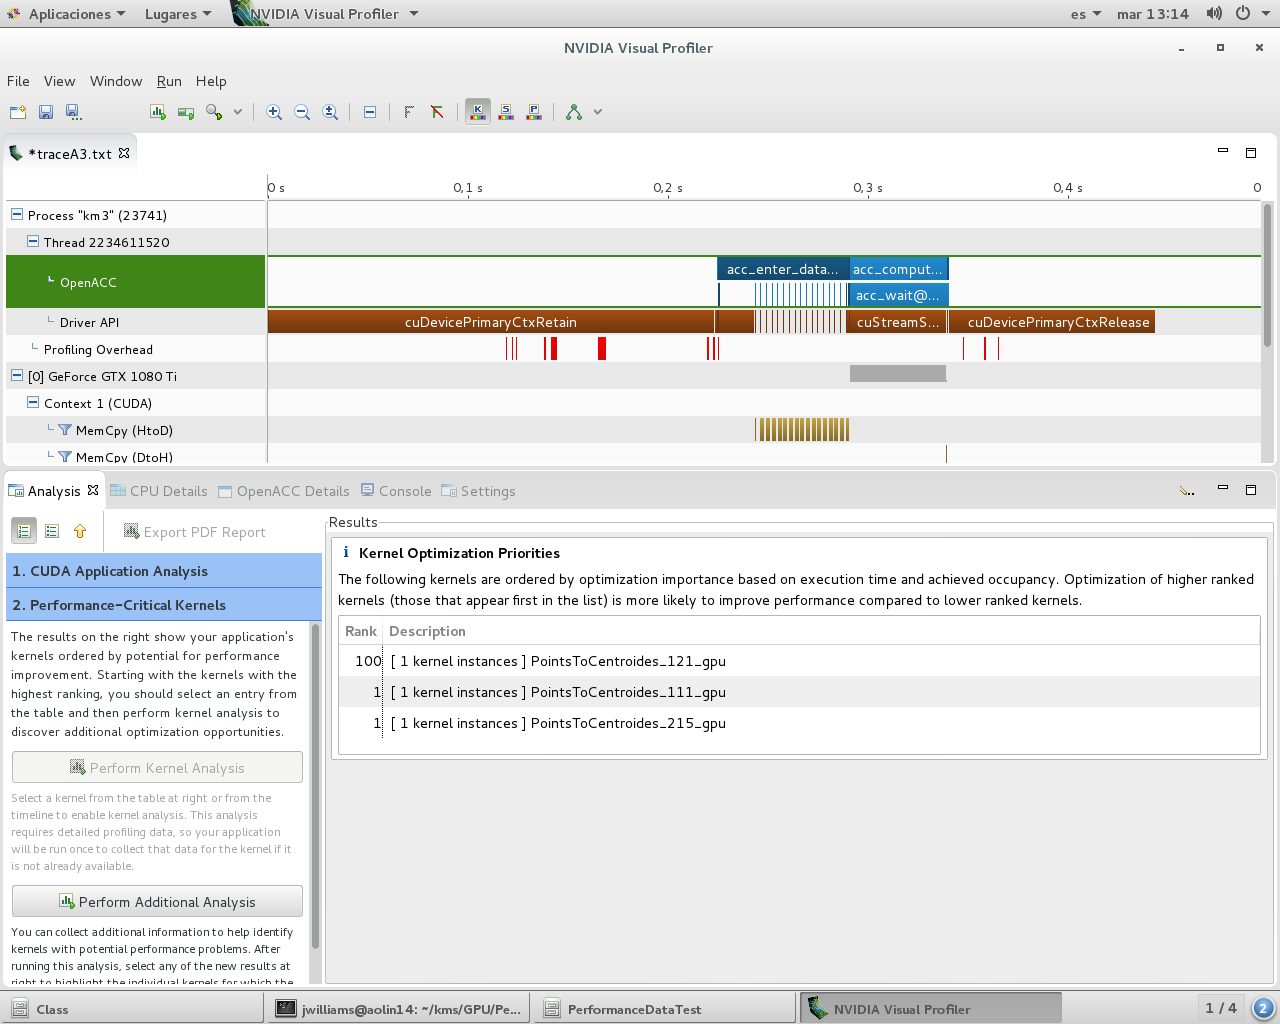 Aplicaciones Lugares NVIDIA Visual Profiler es mar 13:14
NVIDIA Visual Profiler
File View Window Run Help
K S P
*traceA3.txt
0 s 0,1 s 0,2 s 0,3 s 0,4 s 0
Process "km3" (23741)
Thread 2234611520
acc_enter_data... acc_comput...
OpenACC
acc_wait@...
Driver API cuDevicePrimaryCtxRetain cuStreamS... cuDevicePrimaryCtxRelease
Profiling Overhead
[0] GeForce GTX 1080 Ti
Context 1 (CUDA)
MemCpy (HtoD)
MemCpy (DtoH)
Analysis CPU Details OpenACC Details Console Settings
Export PDF Report
1. CUDA Application Analysis
2. Performance-Critical Kernels
The results on the right show your application's
kernels ordered by potential for performance
improvement. Starting with the kernels with the
highest ranking, you should select an entry from
the table and then perform kernel analysis to
discover additional optimization opportunities.
Perform Kernel Analysis
Select a kernel from the table at right or from the
timeline to enable kernel analysis. This analysis
requires detailed profiling data, so your application
will be run once to collect that data for the kernel if it
is not already available.
Perform Additional Analysis
You can collect additional information to help identify
kernels with potential performance problems. After
running this analysis, select any of the new results at
right to highlight the individual kernels for which the
Results
i Kernel Optimization Priorities
The following kernels are ordered by optimization importance based on execution time and achieved occupancy. Optimization of higher ranked
kernels (those that appear first in the list) is more likely to improve performance compared to lower ranked kernels.
Rank Description
100 [ 1 kernel instances ] PointsToCentroides_121_gpu
1 [ 1 kernel instances ] PointsToCentroides_111_gpu
1 [ 1 kernel instances ] PointsToCentroides_215_gpu
Class jwilliams@aolin14: ~/kms/GPU/Pe... PerformanceDataTest NVIDIA Visual Profiler 1 / 4 2